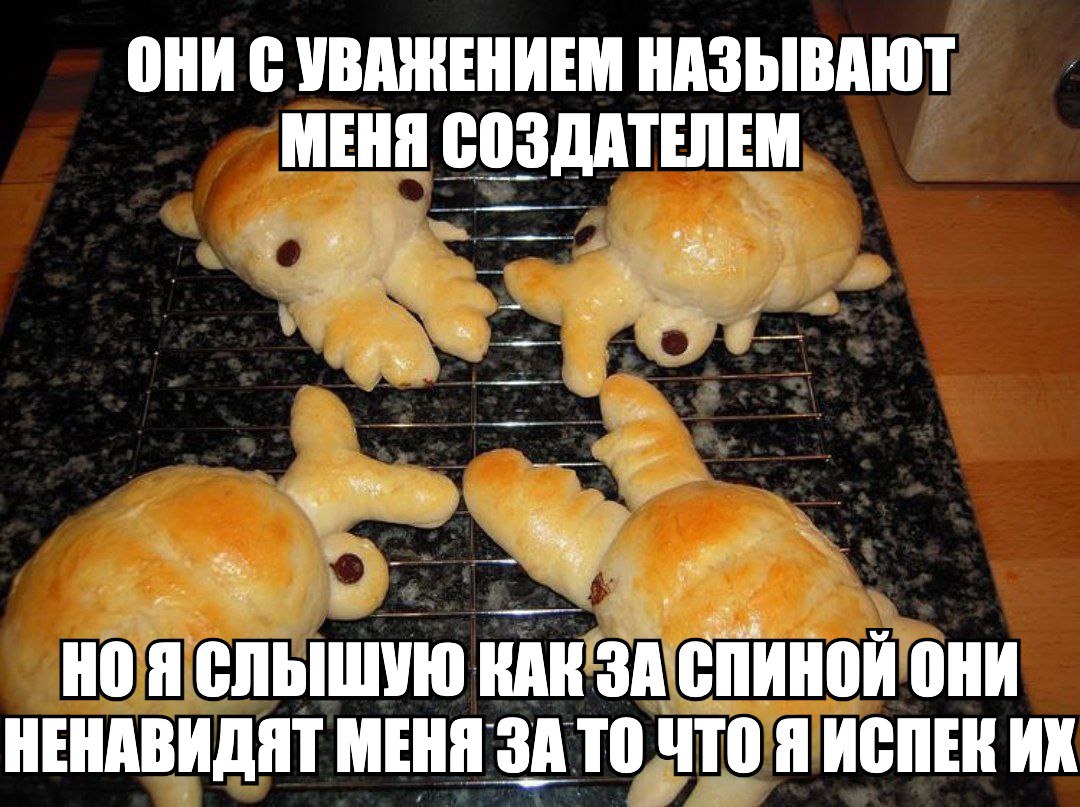 ОНИ С УВАЖЕНИЕМ НАЗЫВАЮТ
МЕНЯ СОЗДАТЕЛЕМ
НО Я СЛЫШУЮ КАК ЗА СПИНОЙ ОНИ
НЕНАВИДЯТ МЕНЯ ЗА ТО ЧТО Я ИСПЕК ИХ